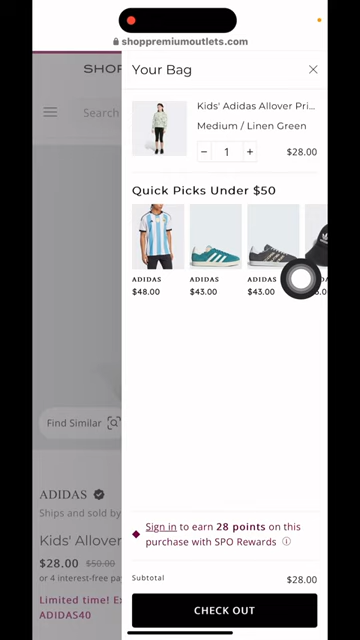 shoppremiumoutlets.com
SHOP
Your Bag
Search
Kids' Adidas Allover Pri...
Medium / Linen Green
− 1 + $28.00
Quick Picks Under $50
ADIDAS ADIDAS ADIDAS
$48.00 $43.00 $43.00
Find Similar
ADIDAS
Ships and sold by
Sign in to earn 28 points on this
purchase with SPO Rewards
Kids' Allover
$28.00 $50.00
or 4 interest-free pa
Subtotal
$28.00
Limited time! Ex
ADIDAS40
CHECK OUT